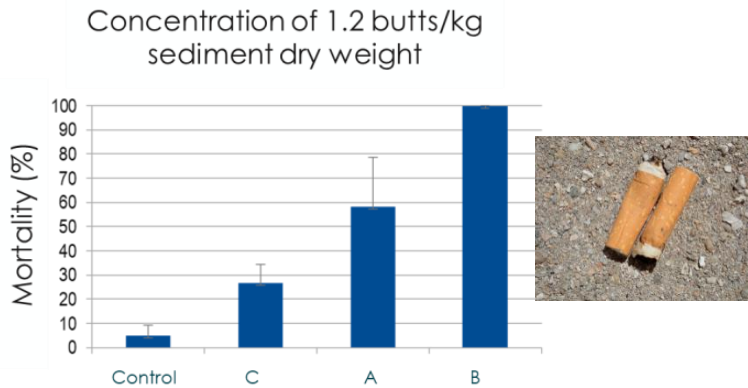 Concentration of 1.2 butts/kg
sediment dry weight
Mortality (%)
100
90
80
70
60
50
40
30
20
10
0
Control C A B